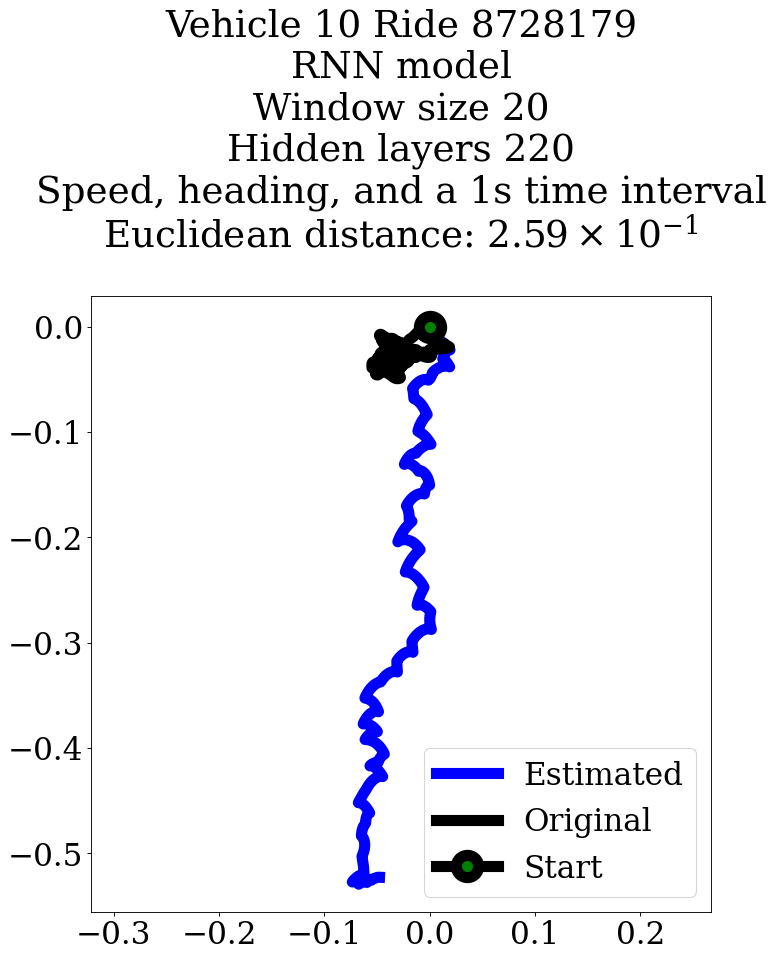 Vehicle 10 Ride 8728179
RNN model
Window size 20
Hidden layers 220
Speed, heading, and a 1s time interval
Euclidean distance: 2.59 × 10⁻¹
0.0
−0.1
−0.2
−0.3
−0.4
−0.5
Estimated
Original
Start
−0.3 −0.2 −0.1 0.0 0.1 0.2